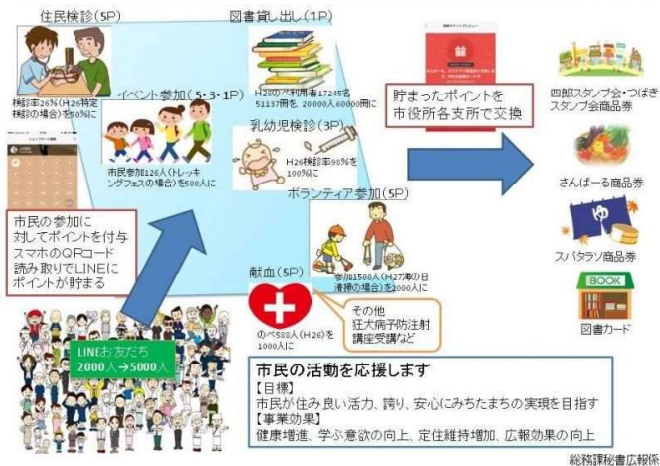 住民検診(5P)
検診率26%(H26特定
検診の場合)を50%に
図書貸し出し(1P)
H26のべ利用者17245名
51137冊を、20000人60000冊に
イベント参加(5・3・1P)
市民参加126人(トレッキ
ングフェスの場合)を500人に
乳幼児検診(3P)
H26検診率98%を
100%に
ボランティア参加(5P)
参加1500人(H27海の日
清掃の場合)を2000人に
献血(5P)
のべ588人(H26)を
1000人に
その他
狂犬病予防注射
講座受講など
市民の参加に
対してポイントを付与
スマホのQRコード
読み取りでLINEに
ポイントが貯まる
LINEお友だち
2000人→5000人
貯まったポイントを
市役所各支所で交換
四郎スタンプ会・つばき
スタンプ会商品券
さんぱーる商品券
ゆ
スパタラソ商品券
BOOK
図書カード
市民の活動を応援します
【目標】
市民が住み良い活力、誇り、安心にみちたまちの実現を目指す
【事業効果】
健康増進、学ぶ意欲の向上、定住維持増加、広報効果の向上
総務課秘書広報係